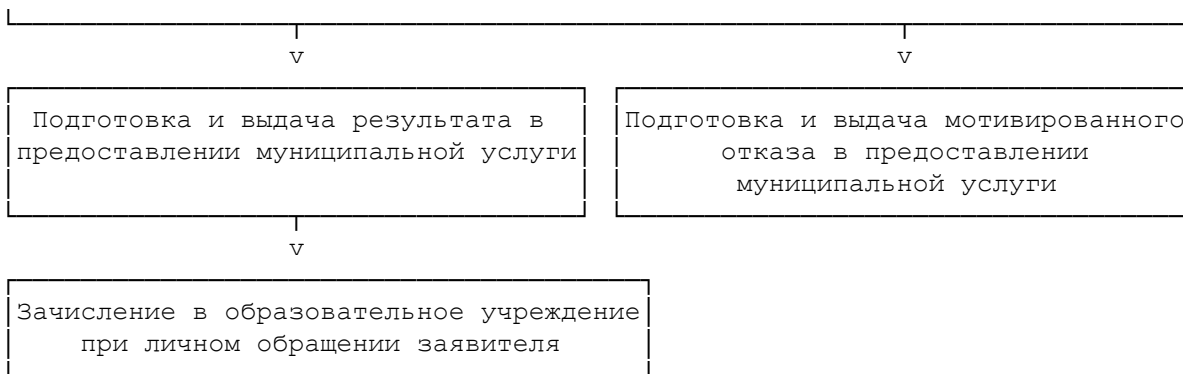 v v
Подготовка и выдача результата в
предоставлении муниципальной услуги
Подготовка и выдача мотивированного
отказа в предоставлении
муниципальной услуги
v
Зачисление в образовательное учреждение
при личном обращении заявителя